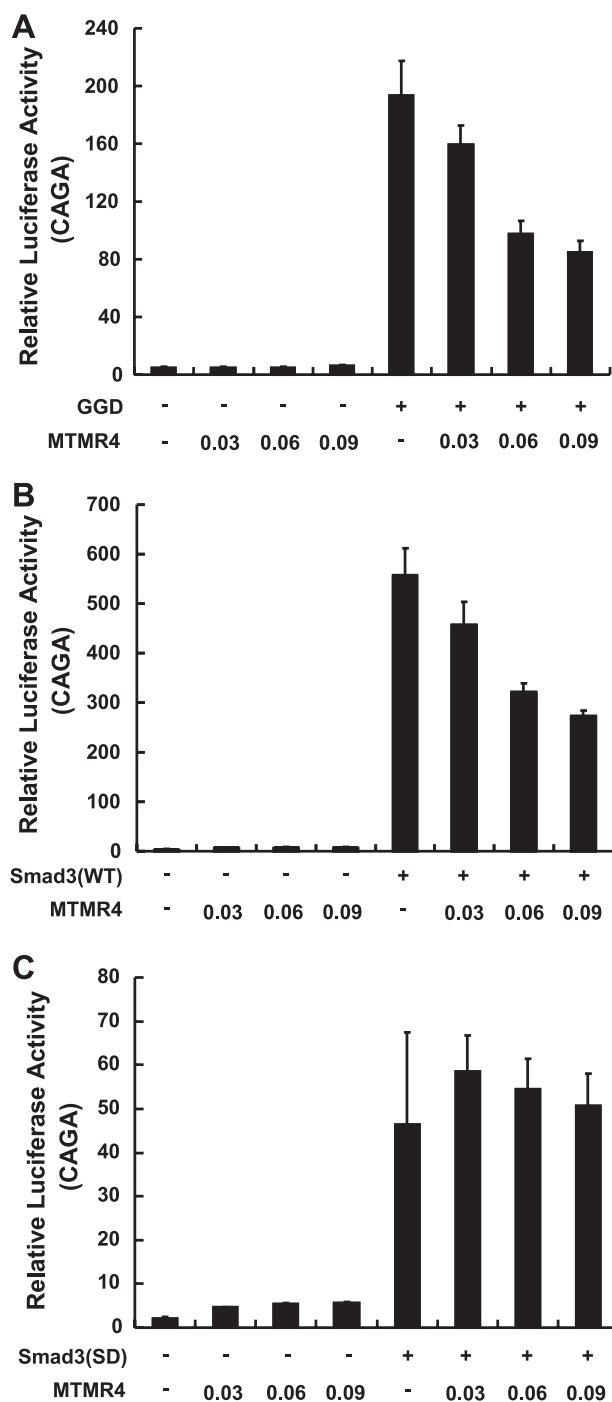 A
Relative Luciferase Activity
(CAGA)
240
200
160
120
80
40
0
GGD - - - - + + + +
MTMR4 - 0.03 0.06 0.09 - 0.03 0.06 0.09
B
Relative Luciferase Activity
(CAGA)
700
600
500
400
300
200
100
0
Smad3(WT) - - - - + + + +
MTMR4 - 0.03 0.06 0.09 - 0.03 0.06 0.09
C
Relative Luciferase Activity
(CAGA)
80
70
60
50
40
30
20
10
0
Smad3(SD) - - - - + + + +
MTMR4 - 0.03 0.06 0.09 - 0.03 0.06 0.09